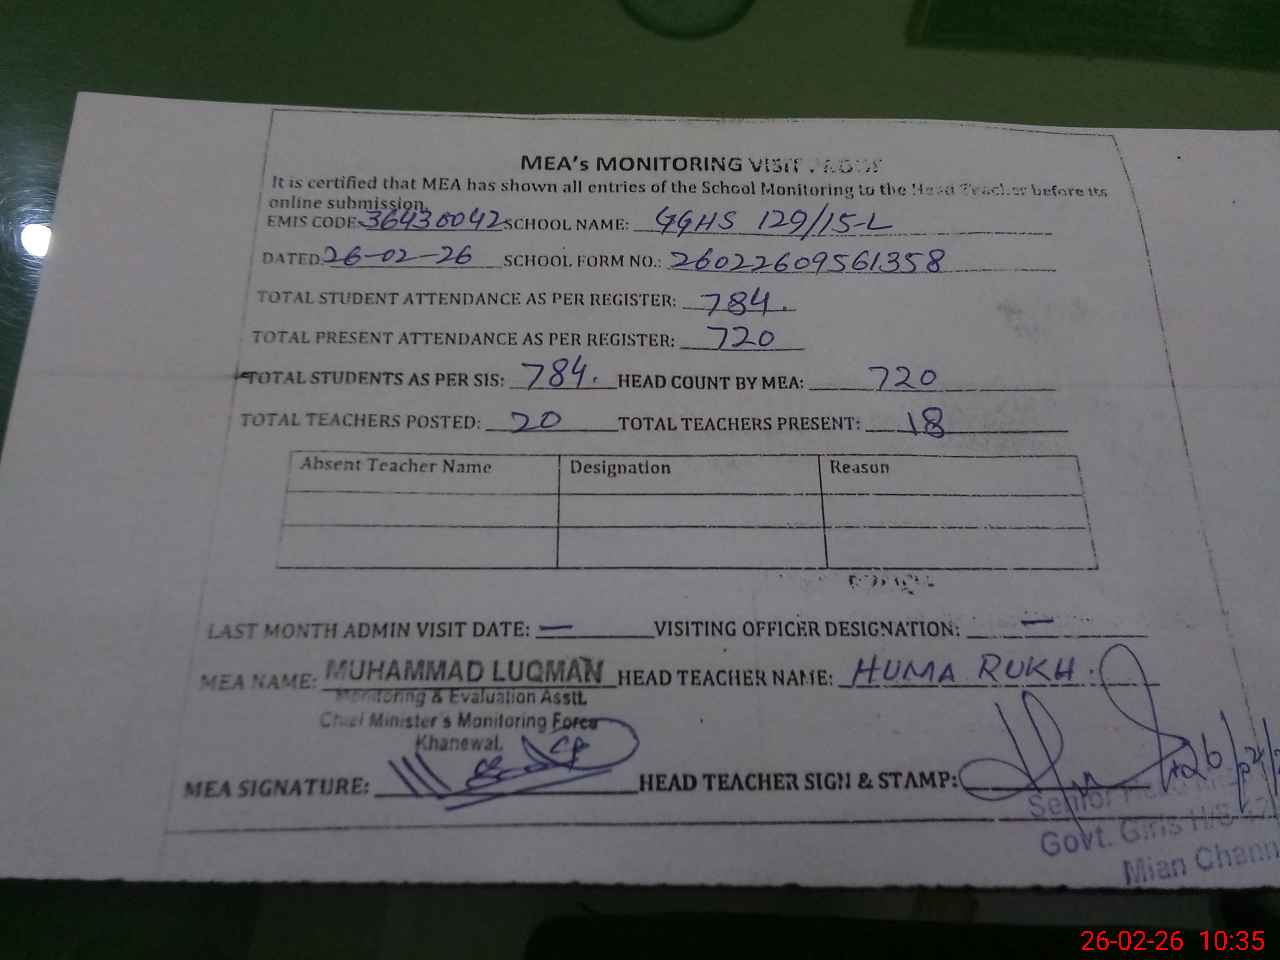 MEA's MONITORING VISIT
It is certified that MEA has shown all entries of the School Monitoring to the Head Teacher before its
online submission.
EMIS CODE: 36430042 SCHOOL NAME: GGHS 129/15-L
DATED 26-02-26 SCHOOL FORM NO.: 26022609561358
TOTAL STUDENT ATTENDANCE AS PER REGISTER: 784.
TOTAL PRESENT ATTENDANCE AS PER REGISTER: 720
TOTAL STUDENTS AS PER SIS: 784. HEAD COUNT BY MEA: 720
TOTAL TEACHERS POSTED: 20 TOTAL TEACHERS PRESENT: 18
Absent Teacher Name Designation Reason
LAST MONTH ADMIN VISIT DATE: — VISITING OFFICER DESIGNATION: —
MEA NAME: MUHAMMAD LUQMAN HEAD TEACHER NAME: HUMA RUKH.
Monitoring & Evaluation Asstt.
Chief Minister's Monitoring Force
Khanewal.
MEA SIGNATURE: HEAD TEACHER SIGN & STAMP:
Senior
Govt. Girls H/S
Mian Chann
26-02-26 10:35